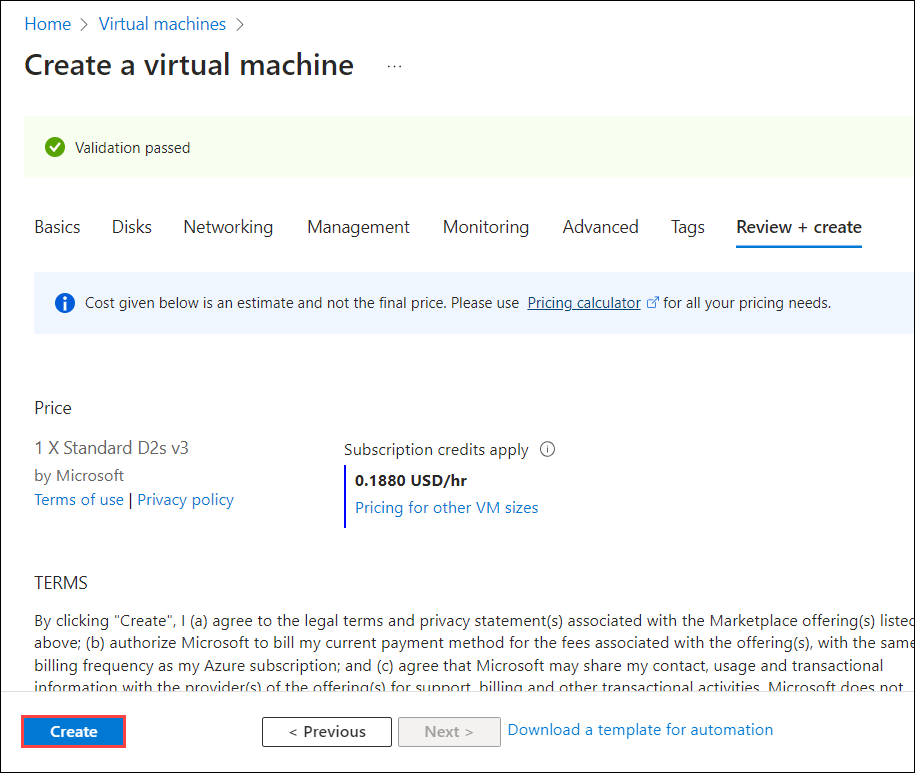 Home > Virtual machines >
Create a virtual machine ...
Validation passed
Basics Disks Networking Management Monitoring Advanced Tags Review + create
Cost given below is an estimate and not the final price. Please use Pricing calculator for all your pricing needs.
Price
1 X Standard D2s v3
by Microsoft
Terms of use | Privacy policy
Subscription credits apply
0.1880 USD/hr
Pricing for other VM sizes
TERMS
By clicking "Create", I (a) agree to the legal terms and privacy statement(s) associated with the Marketplace offering(s) listed
above; (b) authorize Microsoft to bill my current payment method for the fees associated with the offering(s), with the same
billing frequency as my Azure subscription; and (c) agree that Microsoft may share my contact, usage and transactional
information with the provider(s) of the offering(s) for support, billing and other transactional activities. Microsoft does not
Create < Previous Next > Download a template for automation